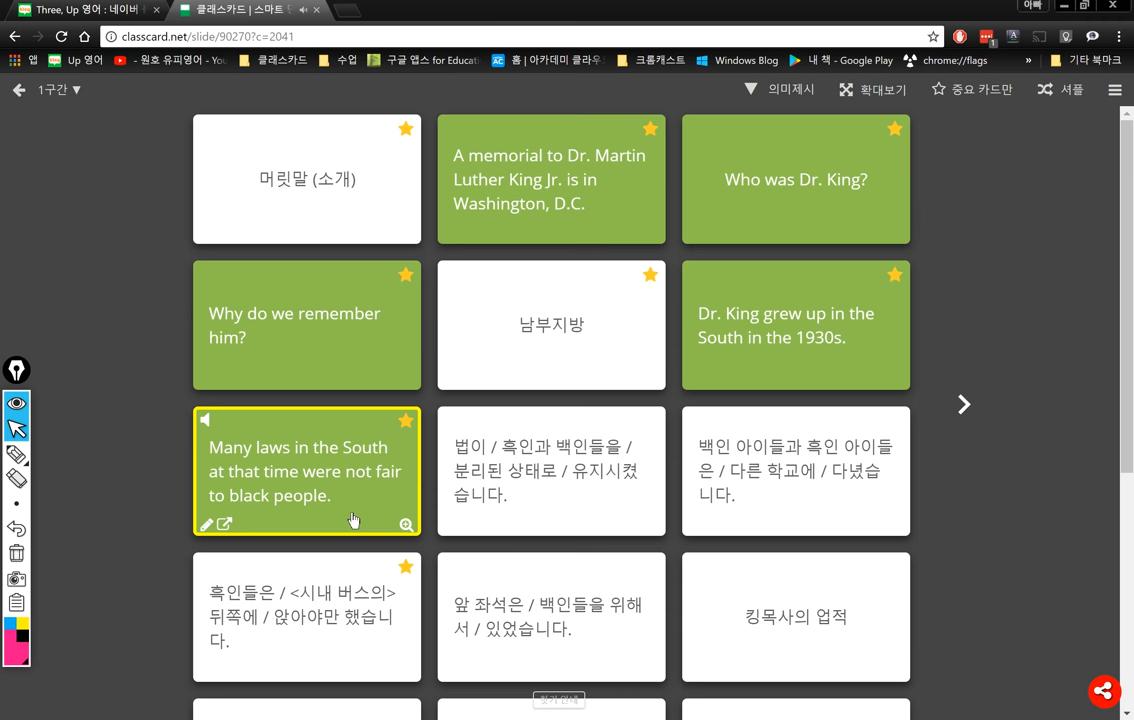 Three, Up 영어 : 네이버
클래스카드 | 스마트
아빠
classcard.net/slide/90270?c=2041
앱
Up 영어
- 원호 유피영어 - You
클래스카드
수업
구글 앱스 for Educati
홈 | 아카데미 클라우
크롬캐스트
Windows Blog
내 책 - Google Play
chrome://flags
»
기타 북마크
1구간 ▼
의미제시
확대보기
중요 카드만
셔플
머릿말 (소개)
A memorial to Dr. Martin
Luther King Jr. is in
Washington, D.C.
Who was Dr. King?
Why do we remember
him?
남부지방
Dr. King grew up in the
South in the 1930s.
Many laws in the South
at that time were not fair
to black people.
법이 / 흑인과 백인들을 /
분리된 상태로 / 유지시켰
습니다.
백인 아이들과 흑인 아이들
은 / 다른 학교에 / 다녔습
니다.
흑인들은 / <시내 버스의>
뒤쪽에 / 앉아야만 했습니
다.
앞 좌석은 / 백인들을 위해
서 / 있었습니다.
킹목사의 업적